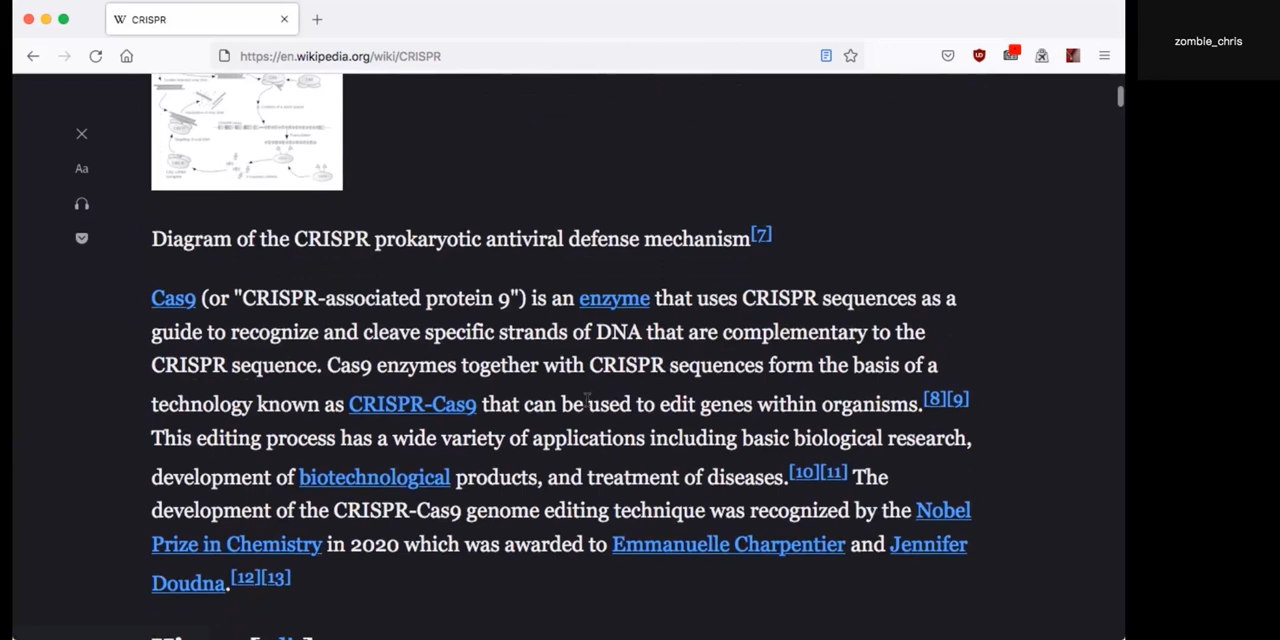 CRISPR
https://en.wikipedia.org/wiki/CRISPR
zombie_chris
Aa
Diagram of the CRISPR prokaryotic antiviral defense mechanism[7]
Cas9 (or "CRISPR-associated protein 9") is an enzyme that uses CRISPR sequences as a
guide to recognize and cleave specific strands of DNA that are complementary to the
CRISPR sequence. Cas9 enzymes together with CRISPR sequences form the basis of a
technology known as CRISPR-Cas9 that can be used to edit genes within organisms.[8][9]
This editing process has a wide variety of applications including basic biological research,
development of biotechnological products, and treatment of diseases.[10][11] The
development of the CRISPR-Cas9 genome editing technique was recognized by the Nobel
Prize in Chemistry in 2020 which was awarded to Emmanuelle Charpentier and Jennifer
Doudna.[12][13]